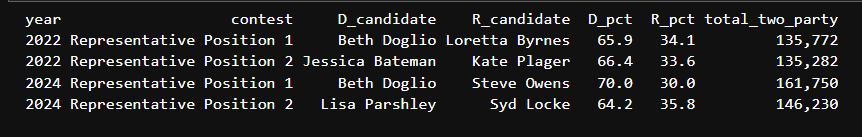 year contest D_candidate R_candidate D_pct R_pct total_two_party
2022 Representative Position 1 Beth Doglio Loretta Byrnes 65.9 34.1 135,772
2022 Representative Position 2 Jessica Bateman Kate Plager 66.4 33.6 135,282
2024 Representative Position 1 Beth Doglio Steve Owens 70.0 30.0 161,750
2024 Representative Position 2 Lisa Parshley Syd Locke 64.2 35.8 146,230